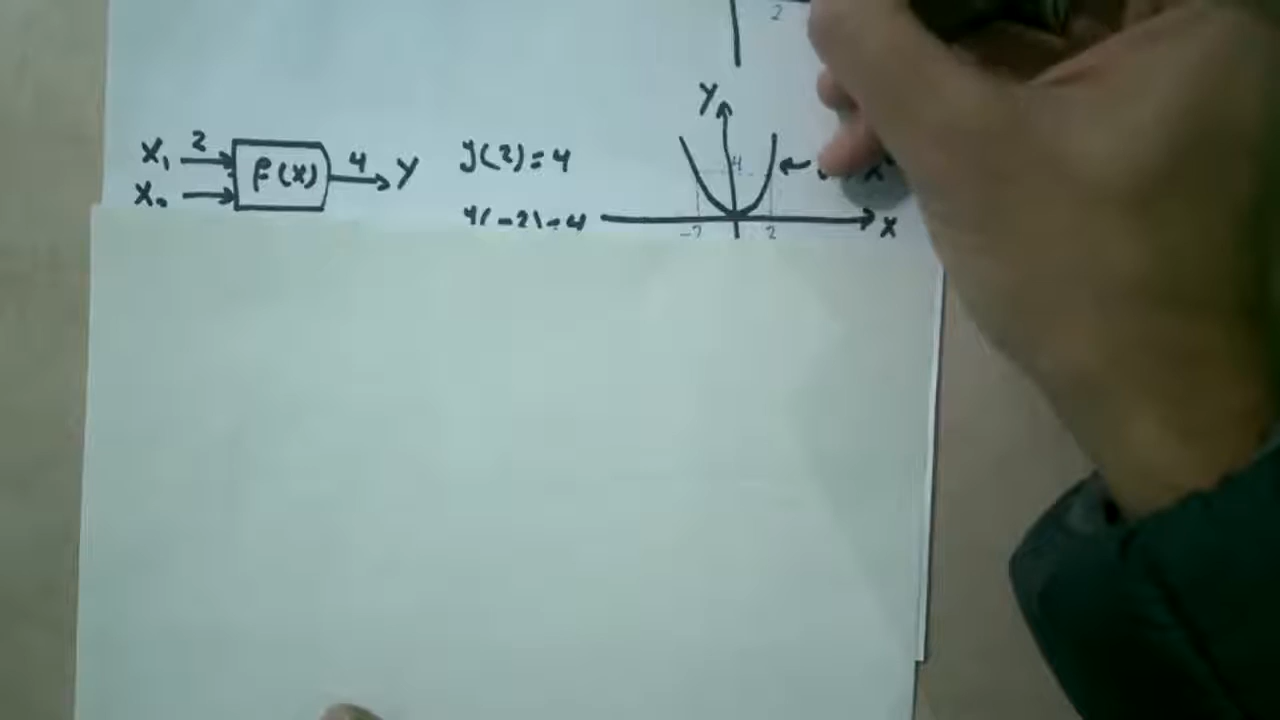 2
Y
X₁ 2 F(X) 4 Y
X₀
y(2)=4
y(-2)=4
4
-2 2 X